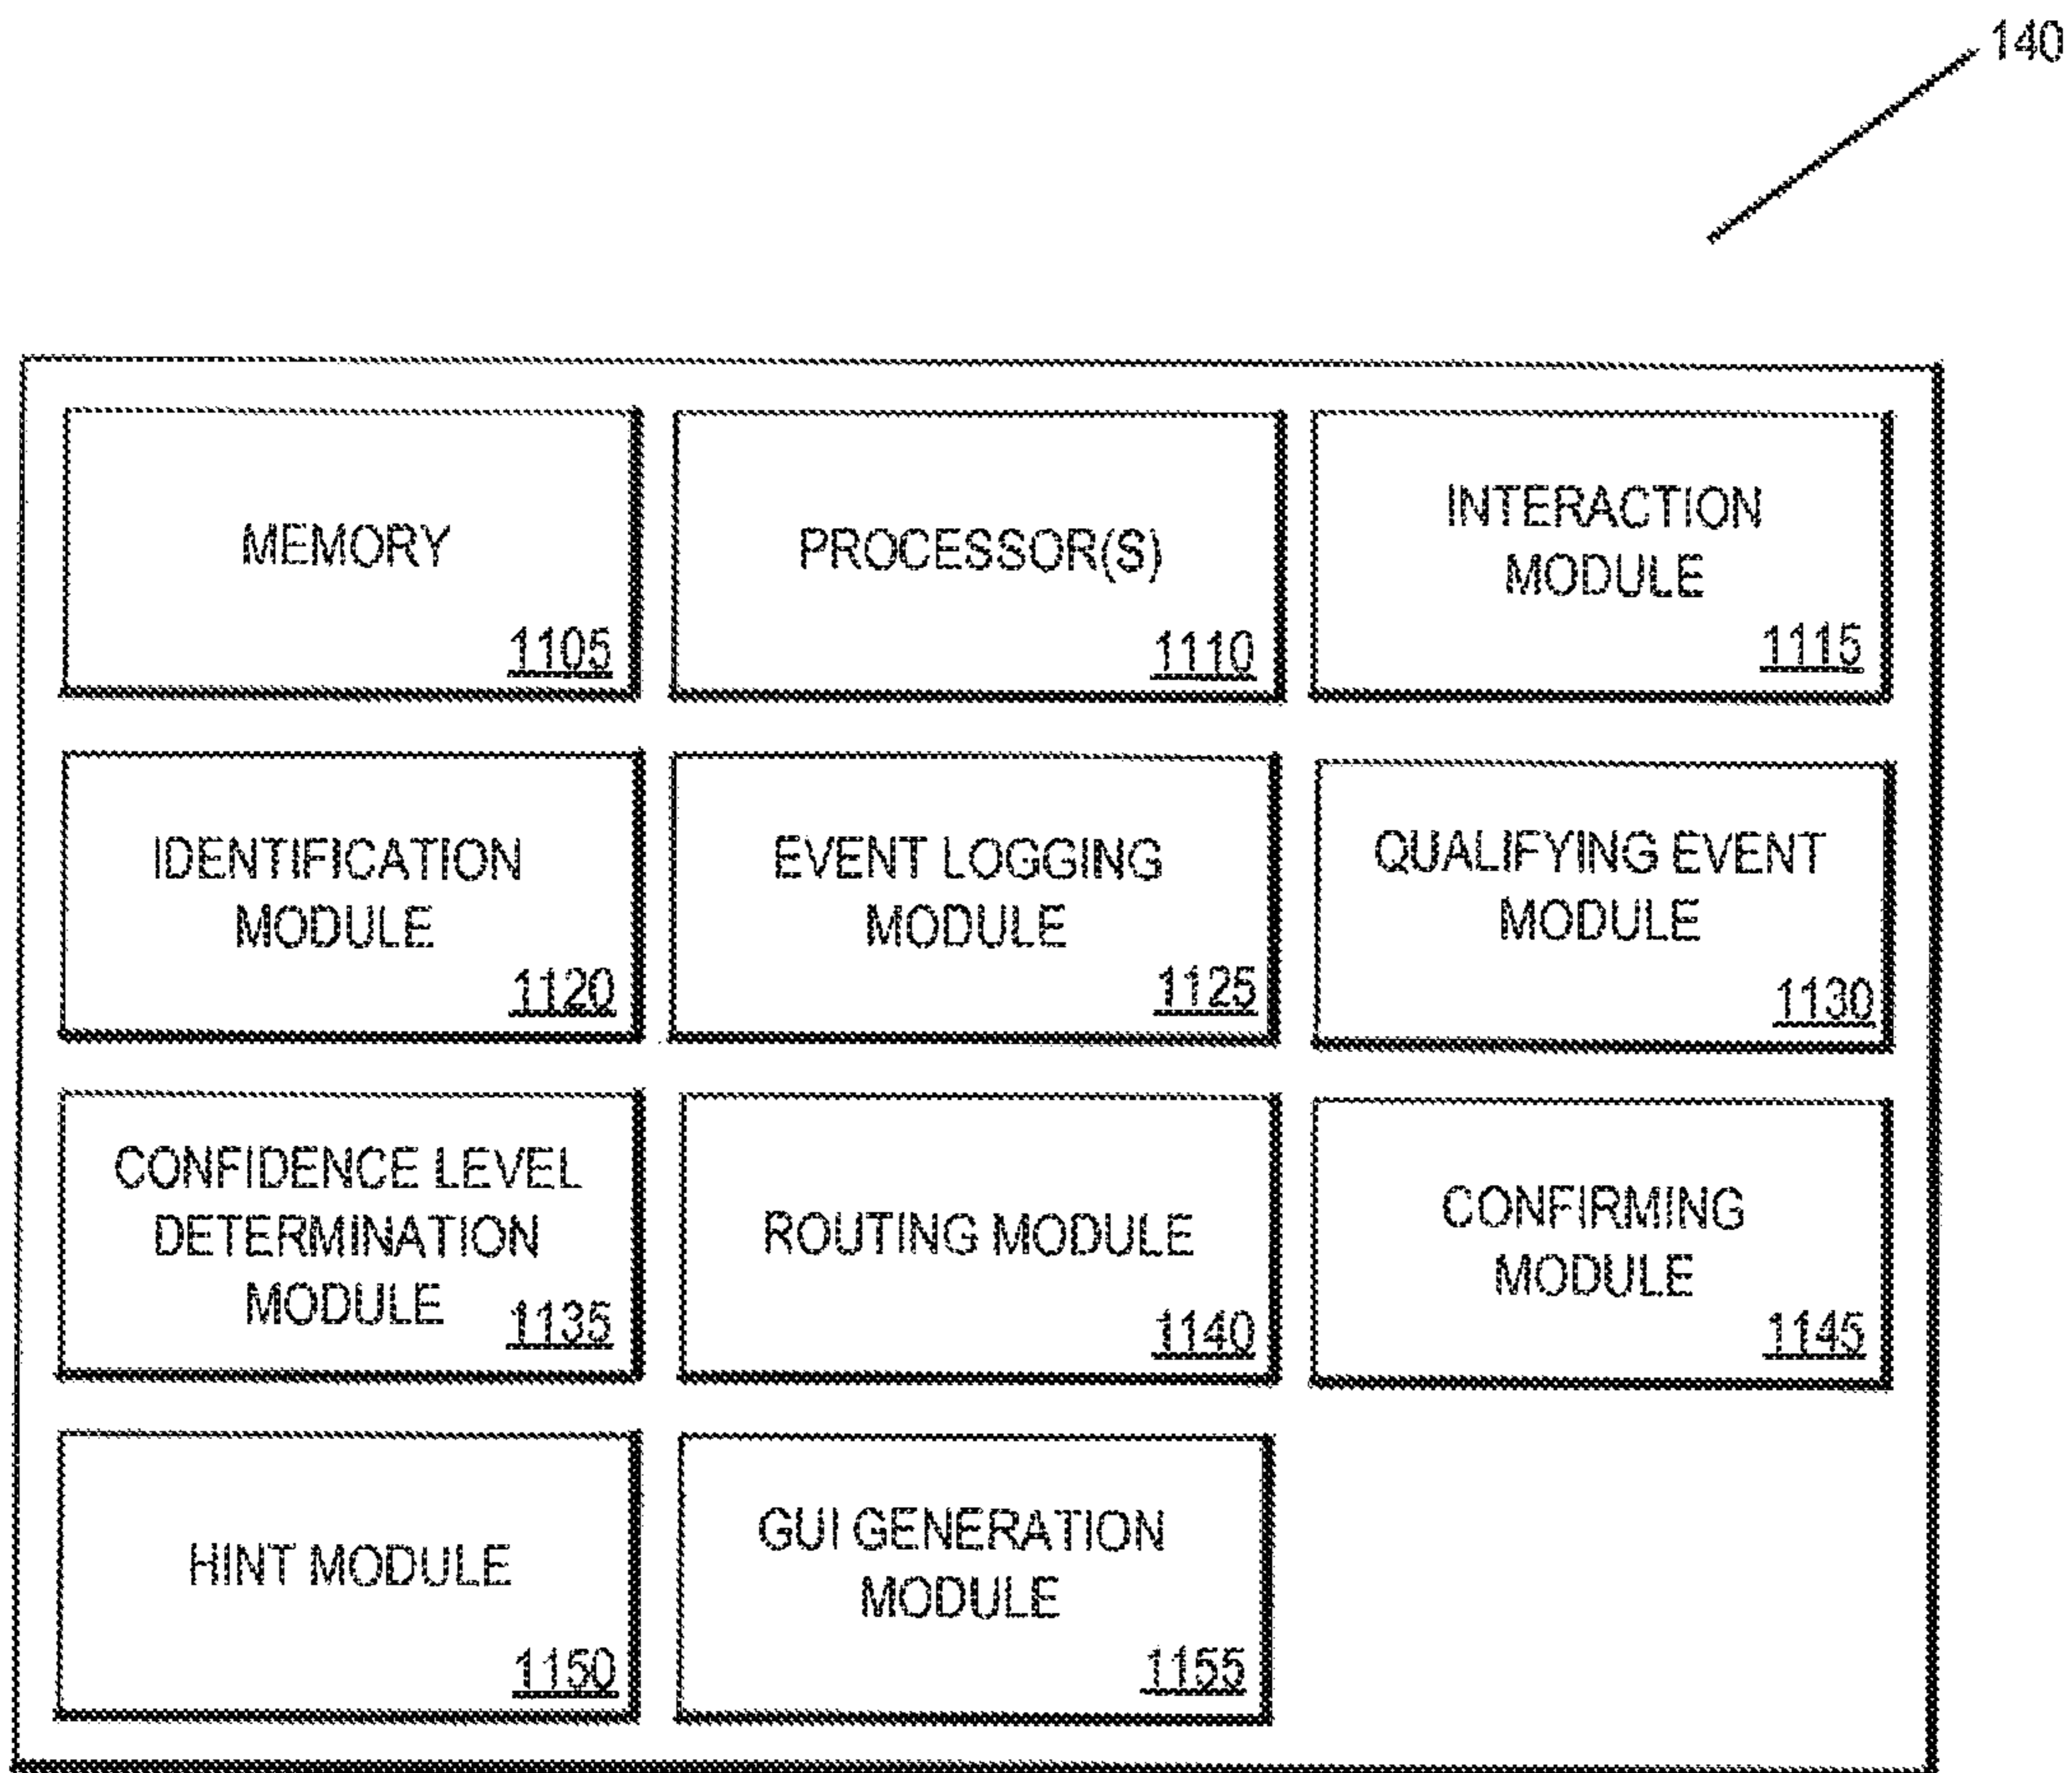 140
MEMORY
1105
PROCESSOR(S)
1110
INTERACTION
MODULE
1115
IDENTIFICATION
MODULE
1120
EVENT LOGGING
MODULE
1125
QUALIFYING EVENT
MODULE
1130
CONFIDENCE LEVEL
DETERMINATION
MODULE
1135
ROUTING MODULE
1140
CONFIRMING
MODULE
1145
HINT MODULE
1150
GUI GENERATION
MODULE
1155